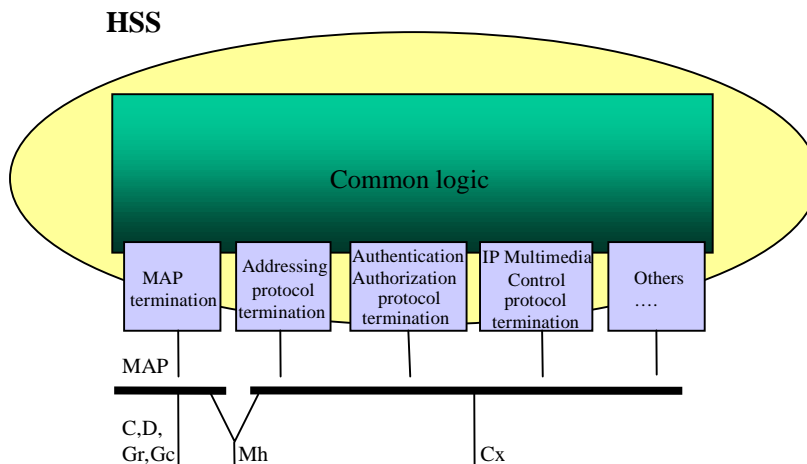 HSS
Common logic
MAP
termination
Addressing
protocol
termination
Authentication
Authorization
protocol
termination
IP Multimedia
Control
protocol
termination
Others
....
MAP
C,D,
Gr,Gc
Mh
Cx